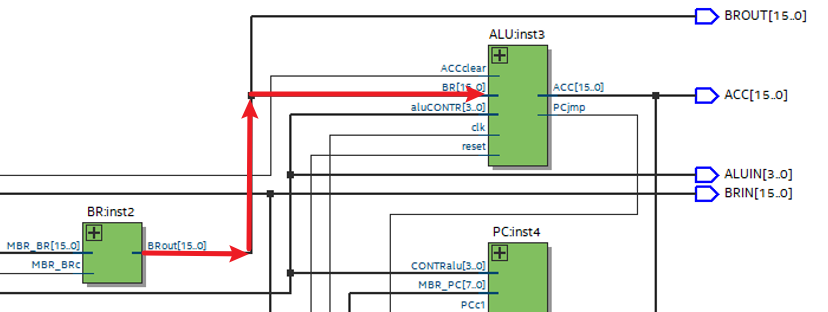 BROUT[15..0]
ALU:inst3
ACCclear
BR[15..0]
ACC[15..0]
ACC[15..0]
aluCONTR[3..0]
PCjmp
clk
reset
ALUIN[3..0]
BRIN[15..0]
BR:inst2
PC:inst4
MBR_BR[15..0]
BRout[15..0]
MBR_BRc
CONTRalu[3..0]
MBR_PC[7..0]
PCc1